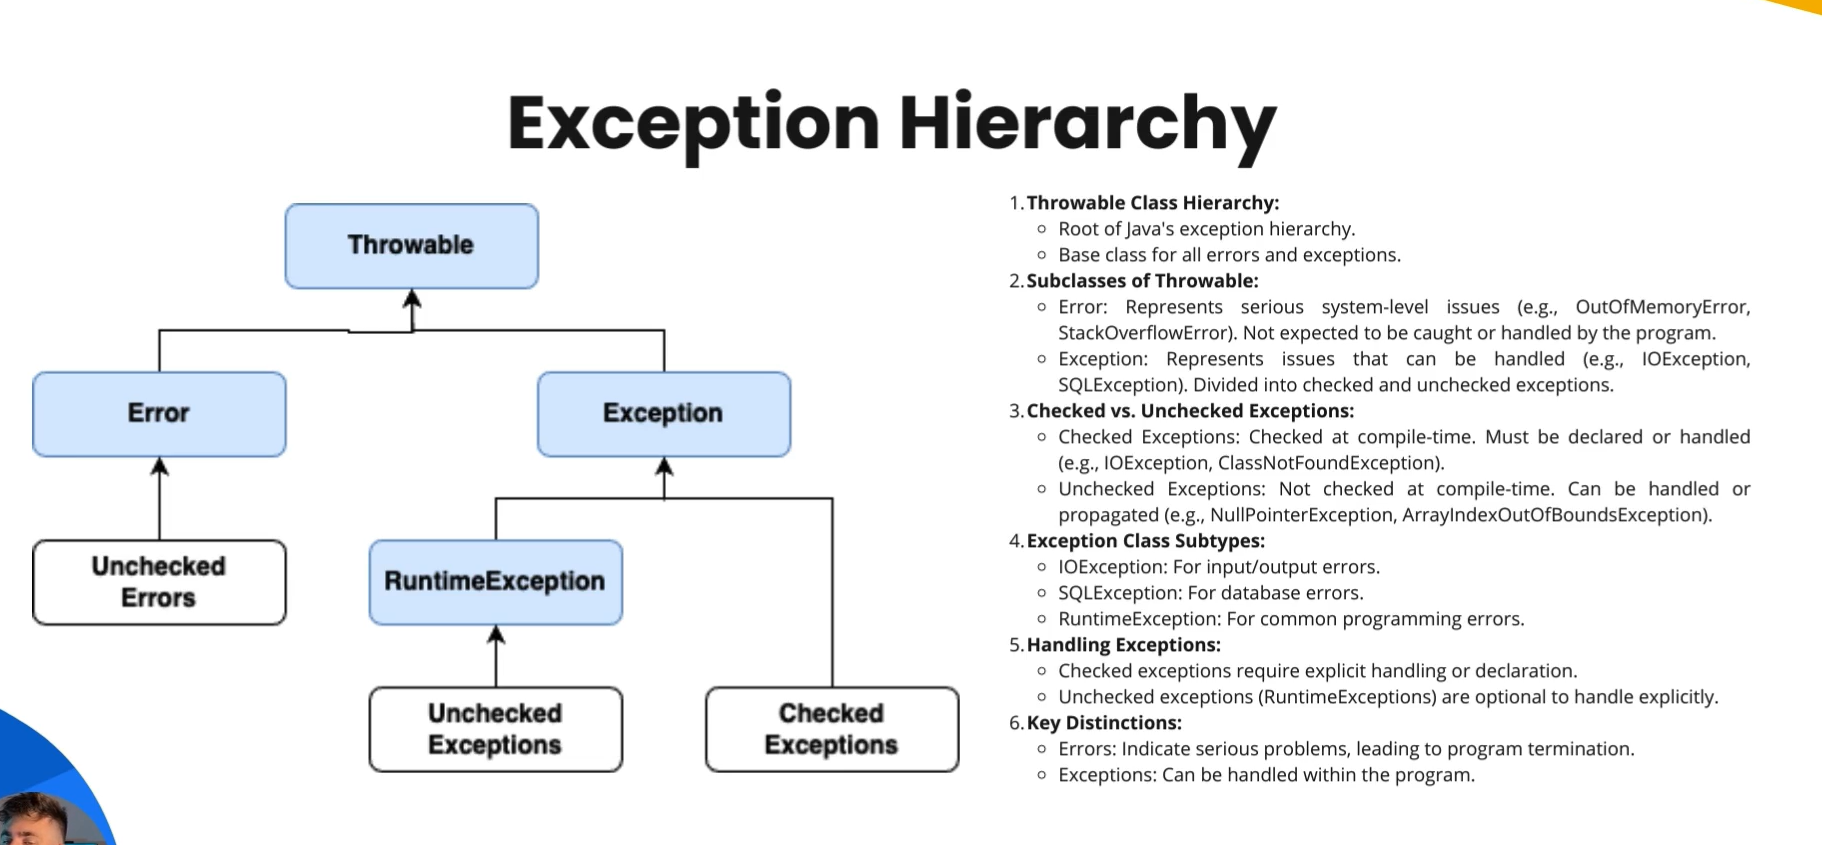 Exception Hierarchy
Throwable
Error
Exception
Unchecked
Errors
RuntimeException
Unchecked
Exceptions
Checked
Exceptions
1. Throwable Class Hierarchy:
○ Root of Java's exception hierarchy.
○ Base class for all errors and exceptions.
2. Subclasses of Throwable:
○ Error: Represents serious system-level issues (e.g., OutOfMemoryError,
StackOverflowError). Not expected to be caught or handled by the program.
○ Exception: Represents issues that can be handled (e.g., IOException,
SQLException). Divided into checked and unchecked exceptions.
3. Checked vs. Unchecked Exceptions:
○ Checked Exceptions: Checked at compile-time. Must be declared or handled
(e.g., IOException, ClassNotFoundException).
○ Unchecked Exceptions: Not checked at compile-time. Can be handled or
propagated (e.g., NullPointerException, ArrayIndexOutOfBoundsException).
4. Exception Class Subtypes:
○ IOException: For input/output errors.
○ SQLException: For database errors.
○ RuntimeException: For common programming errors.
5. Handling Exceptions:
○ Checked exceptions require explicit handling or declaration.
○ Unchecked exceptions (RuntimeExceptions) are optional to handle explicitly.
6. Key Distinctions:
○ Errors: Indicate serious problems, leading to program termination.
○ Exceptions: Can be handled within the program.